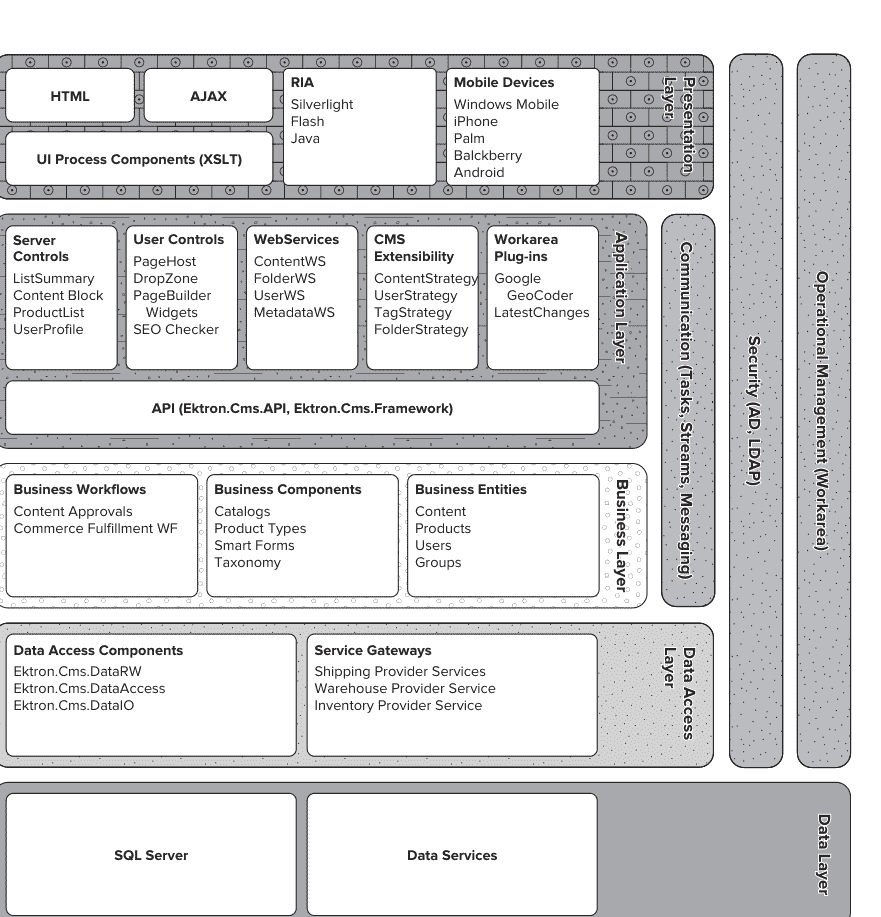 HTML
AJAX
UI Process Components (XSLT)
RIA
Silverlight
Flash
Java
Mobile Devices
Windows Mobile
iPhone
Palm
Balckberry
Android
Presentation
Layer
Server
Controls
ListSummary
Content Block
ProductList
UserProfile
User Controls
PageHost
DropZone
PageBuilder
Widgets
SEO Checker
WebServices
ContentWS
FolderWS
UserWS
MetadataWS
CMS
Extensibility
ContentStrategy
UserStrategy
TagStrategy
FolderStrategy
Workarea
Plug-ins
Google
GeoCoder
LatestChanges
API (Ektron.Cms.API, Ektron.Cms.Framework)
Application Layer
Business Workflows
Content Approvals
Commerce Fulfillment WF
Business Components
Catalogs
Product Types
Smart Forms
Taxonomy
Business Entities
Content
Products
Users
Groups
Business Layer
Communication (Tasks, Streams, Messaging)
Data Access Components
Ektron.Cms.DataRW
Ektron.Cms.DataAccess
Ektron.Cms.DataIO
Service Gateways
Shipping Provider Services
Warehouse Provider Service
Inventory Provider Service
Data Access
Layer
Security (AD, LDAP)
Operational Management (Workarea)
SQL Server
Data Services
Data Layer